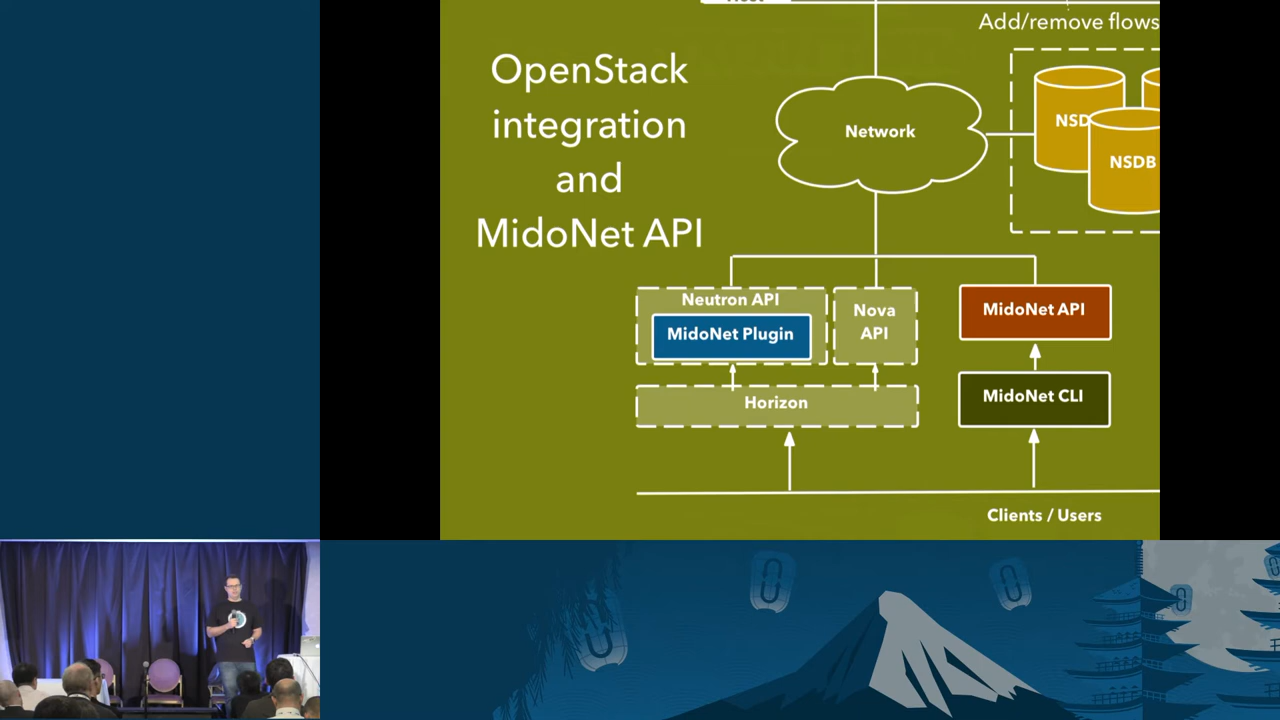 Add/remove flows
OpenStack
integration
and
MidoNet API
Network
NSD
NSDB
Neutron API
MidoNet Plugin
Nova
API
MidoNet API
Horizon
MidoNet CLI
Clients / Users